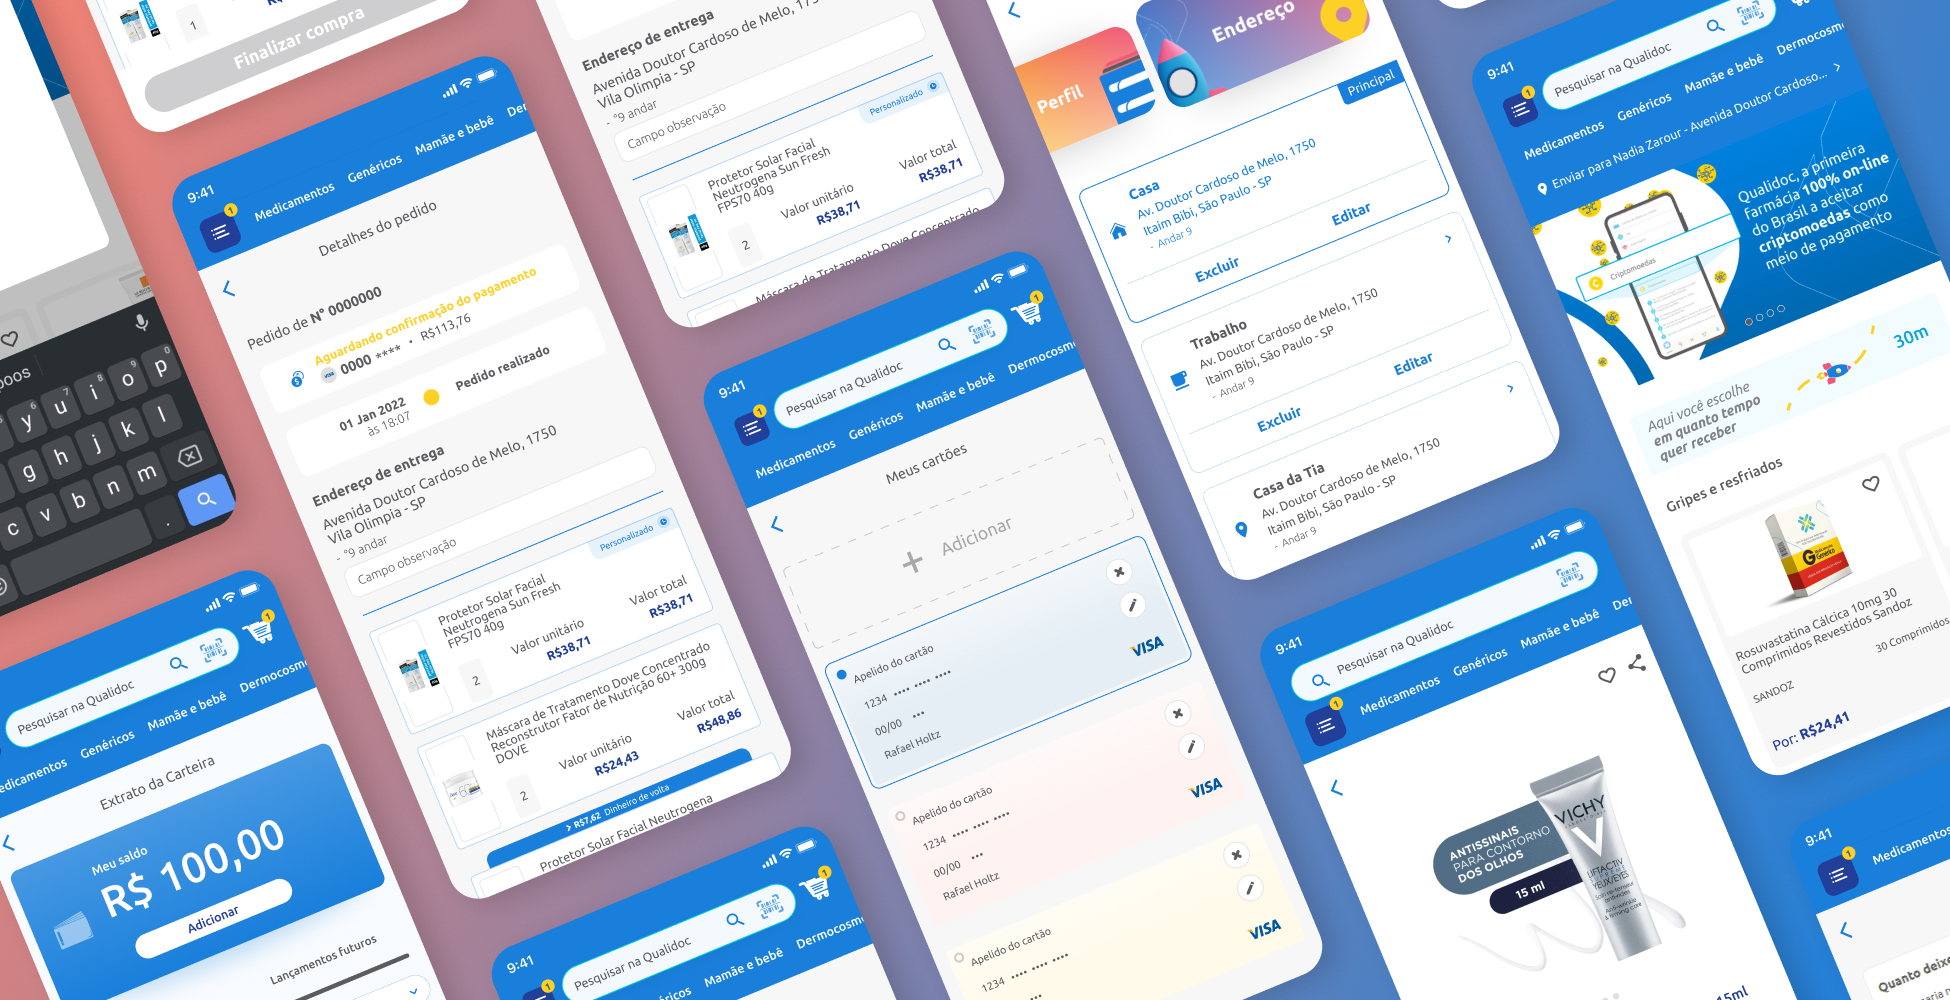 1
Finalizar compra
poos
y 6
u 7
i 8
o 9
p 0
g
h
j
k
l
c
v
b
n
m
.
Pesquisar na Qualidoc
1
Medicamentos
Genéricos
Mamãe e bebê
Extrato da Carteira
Meu saldo
R$ 100,00
Adicionar
Lançamentos futuros
9:41
1
Medicamentos
Genéricos
Mamãe e bebê
Detalhes do pedido
Pedido de Nº 0000000
Aguardando confirmação do pagamento
VISA 0000 **** • R$113,76
01 Jan 2022
às 18:07
Pedido realizado
Endereço de entrega
Avenida Doutor Cardoso de Melo, 1750
Vila Olimpia - SP
- °9 andar
Campo observação
Personalizado
Protetor Solar Facial
Neutrogena Sun Fresh
FPS70 40g
2
Valor unitário
R$38,71
Valor total
R$38,71
Máscara de Tratamento Dove Concentrado
Reconstrutor Fator de Nutrição 60+ 300g
DOVE
2
Valor unitário
R$24,43
Valor total
R$48,86
R$7,62 Dinheiro de volta
Protetor Solar Facial Neutrogena
Endereço de entrega
Avenida Doutor Cardoso de Melo, 1750
Vila Olimpia - SP
- °9 andar
Campo observação
Personalizado
Protetor Solar Facial
Neutrogena Sun Fresh
FPS70 40g
2
Valor unitário
R$38,71
Valor total
R$38,71
Máscara de Tratamento Dove Concentrado
9:41
1
Pesquisar na Qualidoc
1
Medicamentos
Genéricos
Mamãe e bebê
Meus cartões
+ Adicionar
Apelido do cartão
1234 •••• •••• ••••
00/00 •••
Rafael Holtz
VISA
Apelido do cartão
1234 •••• •••• ••••
00/00 •••
Rafael Holtz
VISA
Apelido do cartão
1234 •••• •••• ••••
VISA
9:41
1
Pesquisar na Qualidoc
1
Mamãe e bebê
Perfil
Endereço
Principal
Casa
Av. Doutor Cardoso de Melo, 1750
Itaim Bibi, São Paulo - SP
- Andar 9
Excluir
Editar
Trabalho
Av. Doutor Cardoso de Melo, 1750
Itaim Bibi, São Paulo - SP
- Andar 9
Excluir
Editar
Casa da Tia
Av. Doutor Cardoso de Melo, 1750
Itaim Bibi, São Paulo - SP
- Andar 9
9:41
Pesquisar na Qualidoc
1
Medicamentos
Genéricos
Mamãe e bebê
ANTISSINAIS
PARA CONTORNO
DOS OLHOS
15 ml
VICHY
LIFTACTIV
YEUX/EYES
15ml
9:41
1
Pesquisar na Qualidoc
Medicamentos
Genéricos
Mamãe e bebê
Enviar para Nadia Zarour - Avenida Doutor Cardoso...
Qualidoc, a primeira
farmácia 100% on-line
do Brasil a aceitar
criptomoedas como
meio de pagamento
Criptomoedas
Aqui você escolhe
em quanto tempo
quer receber
30m
Gripes e resfriados
G
Rosuvastatina Cálcica 10mg 30
Comprimidos Revestidos Sandoz
30 Comprimidos
SANDOZ
Por: R$24,41
9:41
1
Medicamentos